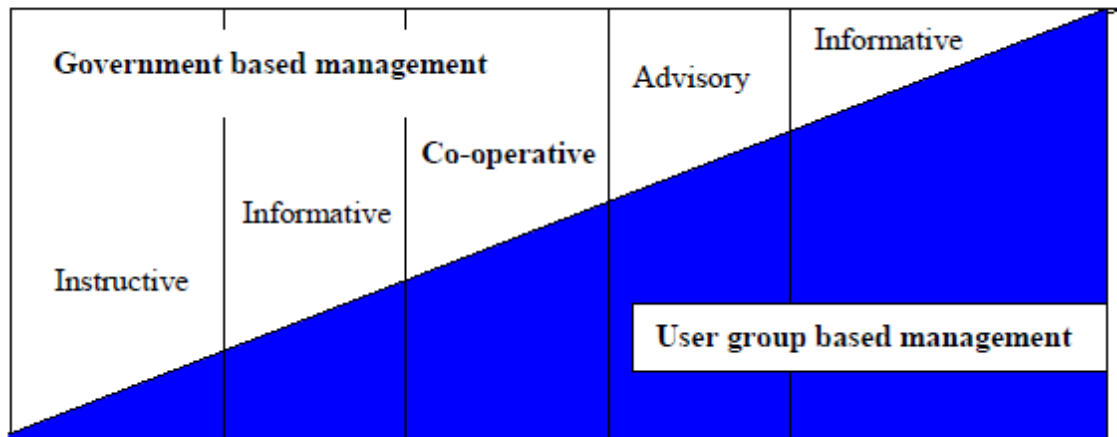 Informative
Government based management
Advisory
Co-operative
Informative
Instructive
User group based management